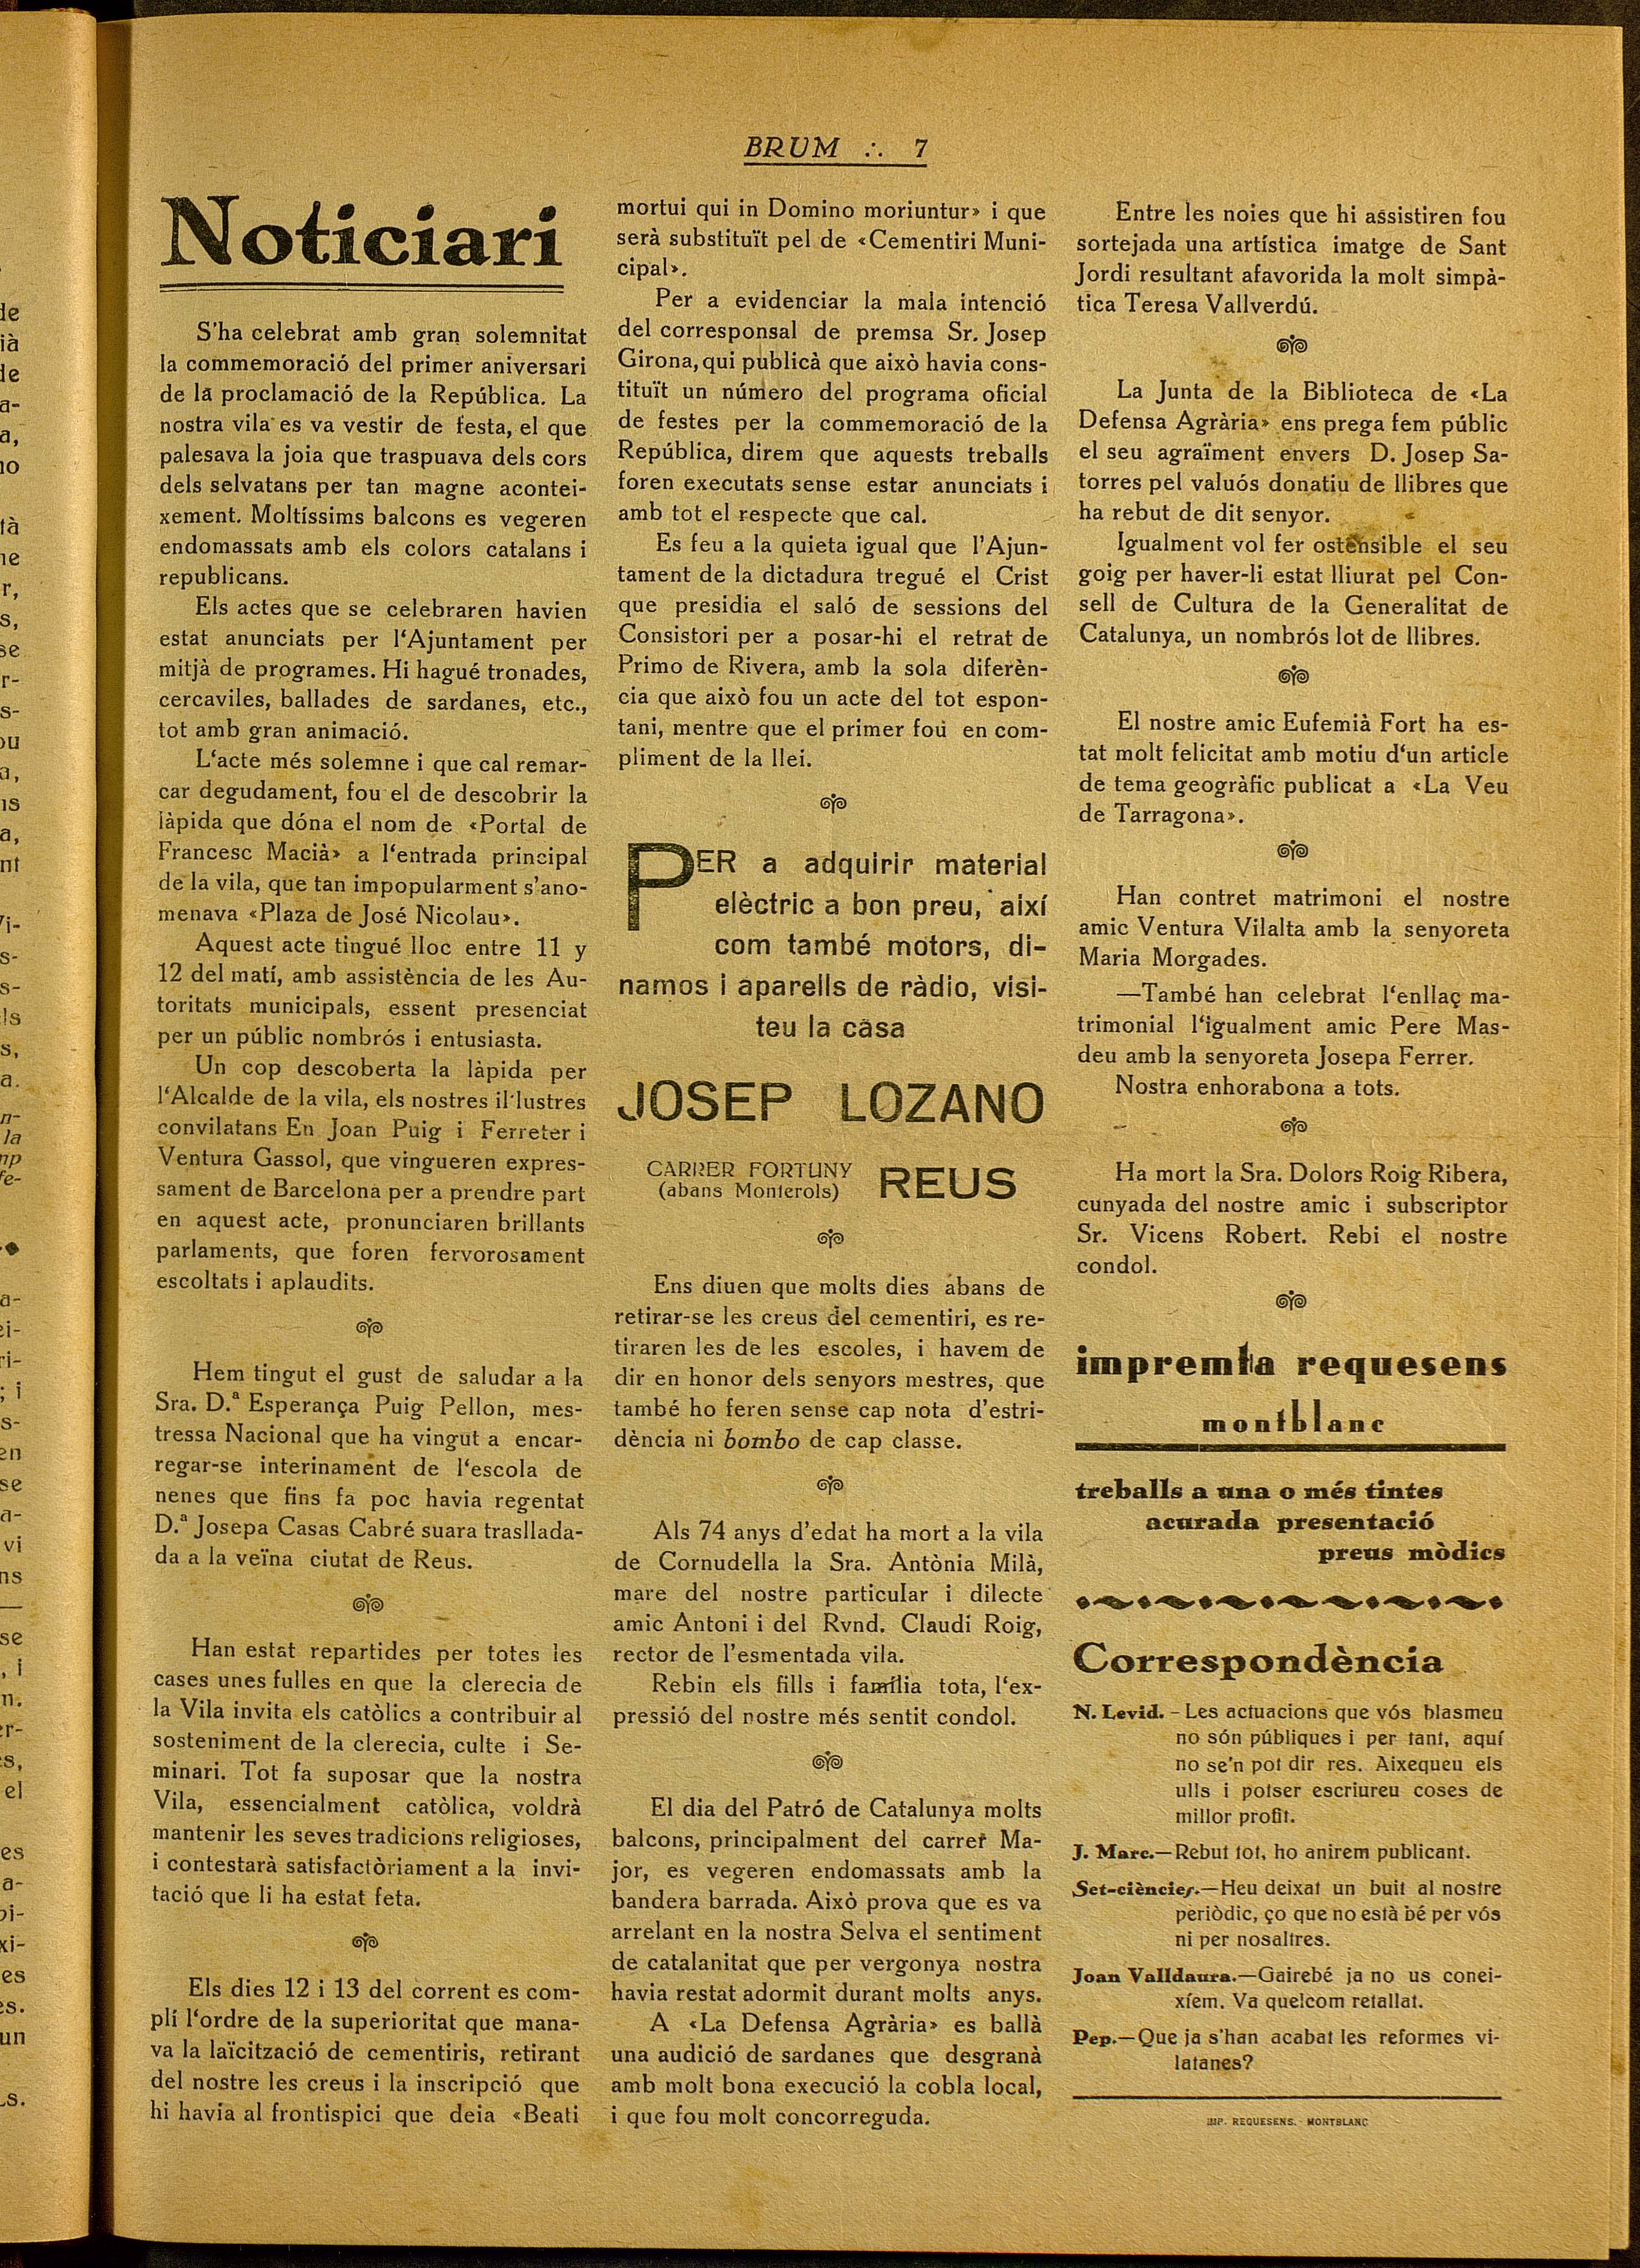 BRUM ∴ 7
Noticiari
S'ha celebrat amb gran solemnitat
la commemoració del primer aniversari
de la proclamació de la República. La
nostra vila es va vestir de festa, el que
palesava la joia que traspuava dels cors
dels selvatans per tan magne acontei-
xement. Moltíssims balcons es vegeren
endomassats amb els colors catalans i
republicans.
Els actes que se celebraren havien
estat anunciats per l'Ajuntament per
mitjà de programes. Hi hagué tronades,
cercaviles, ballades de sardanes, etc.,
tot amb gran animació.
L'acte més solemne i que cal remar-
car degudament, fou el de descobrir la
làpida que dóna el nom de «Portal de
Francesc Macià» a l'entrada principal
de la vila, que tan impopularment s'ano-
menava «Plaza de José Nicolau».
Aquest acte tingué lloc entre 11 y
12 del matí, amb assistència de les Au-
toritats municipals, essent presenciat
per un públic nombrós i entusiasta.
Un cop descoberta la làpida per
l'Alcalde de la vila, els nostres il·lustres
convilatans En Joan Puig i Ferreter i
Ventura Gassol, que vingueren expres-
sament de Barcelona per a prendre part
en aquest acte, pronunciaren brillants
parlaments, que foren fervorosament
escoltats i aplaudits.
Hem tingut el gust de saludar a la
Sra. D.ª Esperança Puig Pellon, mes-
tressa Nacional que ha vingut a encar-
regar-se interinament de l'escola de
nenes que fins fa poc havia regentat
D.ª Josepa Casas Cabré suara traslla­da-
da a la veïna ciutat de Reus.
Han estat repartides per totes les
cases unes fulles en que la clerecia de
la Vila invita els catòlics a contribuir al
sosteniment de la clerecia, culte i Se-
minari. Tot fa suposar que la nostra
Vila, essencialment catòlica, voldrà
mantenir les seves tradicions religioses,
i contestarà satisfactòriament a la invi-
tació que li ha estat feta.
Els dies 12 i 13 del corrent es com-
plí l'ordre de la superioritat que mana-
va la laïcització de cementiris, retirant
del nostre les creus i la inscripció que
hi havía al frontispici que deia «Beati
mortui qui in Domino moriuntur» i que
serà substituït pel de «Cementiri Muni-
cipal».
Per a evidenciar la mala intenció
del corresponsal de premsa Sr. Josep
Girona, qui publicà que això havia cons-
tituït un número del programa oficial
de festes per la commemoració de la
República, direm que aquests treballs
foren executats sense estar anunciats i
amb tot el respecte que cal.
Es feu a la quieta igual que l'Ajun-
tament de la dictadura tregué el Crist
que presidia el saló de sessions del
Consistori per a posar-hi el retrat de
Primo de Rivera, amb la sola diferèn-
cia que això fou un acte del tot espon-
tani, mentre que el primer fou en com-
pliment de la llei.
PER a adquirir material
elèctric a bon preu, així
com també motors, di-
namos i aparells de ràdio, visi-
teu la casa
JOSEP LOZANO
CARRER FORTUNY
(abans Monterols)
REUS
Ens diuen que molts dies abans de
retirar-se les creus del cementiri, es re-
tiraren les de les escoles, i havem de
dir en honor dels senyors mestres, que
també ho feren sense cap nota d'estri-
dència ni bombo de cap classe.
Als 74 anys d'edat ha mort a la vila
de Cornudella la Sra. Antònia Milà,
mare del nostre particular i dilecte
amic Antoni i del Rvnd. Claudi Roig,
rector de l'esmentada vila.
Rebin els fills i família tota, l'ex-
pressió del nostre més sentit condol.
El dia del Patró de Catalunya molts
balcons, principalment del carrer Ma-
jor, es vegeren endomassats amb la
bandera barrada. Això prova que es va
arrelant en la nostra Selva el sentiment
de catalanitat que per vergonya nostra
havia restat adormit durant molts anys.
A «La Defensa Agrària» es ballà
una audició de sardanes que desgranà
amb molt bona execució la cobla local,
i que fou molt concorreguda.
Entre les noies que hi assistiren fou
sortejada una artística imatge de Sant
Jordi resultant afavorida la molt simpà-
tica Teresa Vallverdú.
La Junta de la Biblioteca de «La
Defensa Agrària» ens prega fem públic
el seu agraïment envers D. Josep Sa-
torres pel valuós donatiu de llibres que
ha rebut de dit senyor.
Igualment vol fer ostensible el seu
goig per haver-li estat lliurat pel Con-
sell de Cultura de la Generalitat de
Catalunya, un nombrós lot de llibres.
El nostre amic Eufemià Fort ha es-
tat molt felicitat amb motiu d'un article
de tema geogràfic publicat a «La Veu
de Tarragona».
Han contret matrimoni el nostre
amic Ventura Vilalta amb la senyoreta
Maria Morgades.
—També han celebrat l'enllaç ma-
trimonial l'igualment amic Pere Mas-
deu amb la senyoreta Josepa Ferrer.
Nostra enhorabona a tots.
Ha mort la Sra. Dolors Roig Ribera,
cunyada del nostre amic i subscriptor
Sr. Vicens Robert. Rebi el nostre
condol.
impremta requesens
montblanc
treballs a una o més tintes
acurada presentació
preus mòdics
Correspondència
N. Levid. - Les actuacions que vós blasmeu
no són públiques i per tant, aquí
no se'n pot dir res. Aixequeu els
ulls i potser escriureu coses de
millor profit.
J. Marc.—Rebut tot, ho anirem publicant.
Set-ciències.—Heu deixat un buit al nostre
periòdic, ço que no està bé per vós
ni per nosaltres.
Joan Valldaura.—Gairebé ja no us conei-
xíem. Va quelcom retallat.
Pep.—Que ja s'han acabat les reformes vi-
latanes?
IMP. REQUESENS. - MONTBLANC